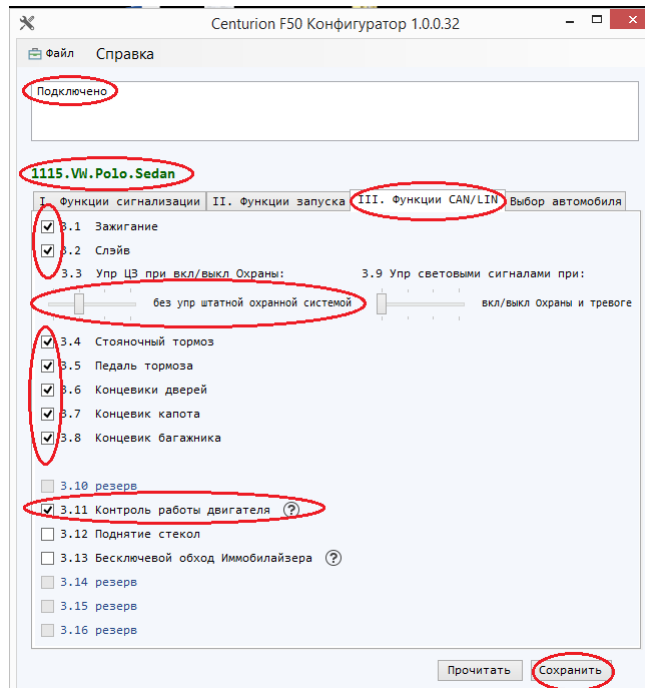 Centurion F50 Конфигуратор 1.0.0.32
Файл Справка
Подключено
1115.VW.Polo.Sedan
I. Функции сигнализации II. Функции запуска III. Функции CAN/LIN Выбор автомобиля
3.1 Зажигание
3.2 Слэйв
3.3 Упр ЦЗ при вкл/выкл Охраны: 3.9 Упр световыми сигналами при:
без упр штатной охранной системой вкл/выкл Охраны и тревоге
3.4 Стояночный тормоз
3.5 Педаль тормоза
3.6 Концевики дверей
3.7 Концевик капота
3.8 Концевик багажника
3.10 резерв
3.11 Контроль работы двигателя ?
3.12 Поднятие стекол
3.13 Бесключевой обход Иммобилайзера ?
3.14 резерв
3.15 резерв
3.16 резерв
Прочитать Сохранить